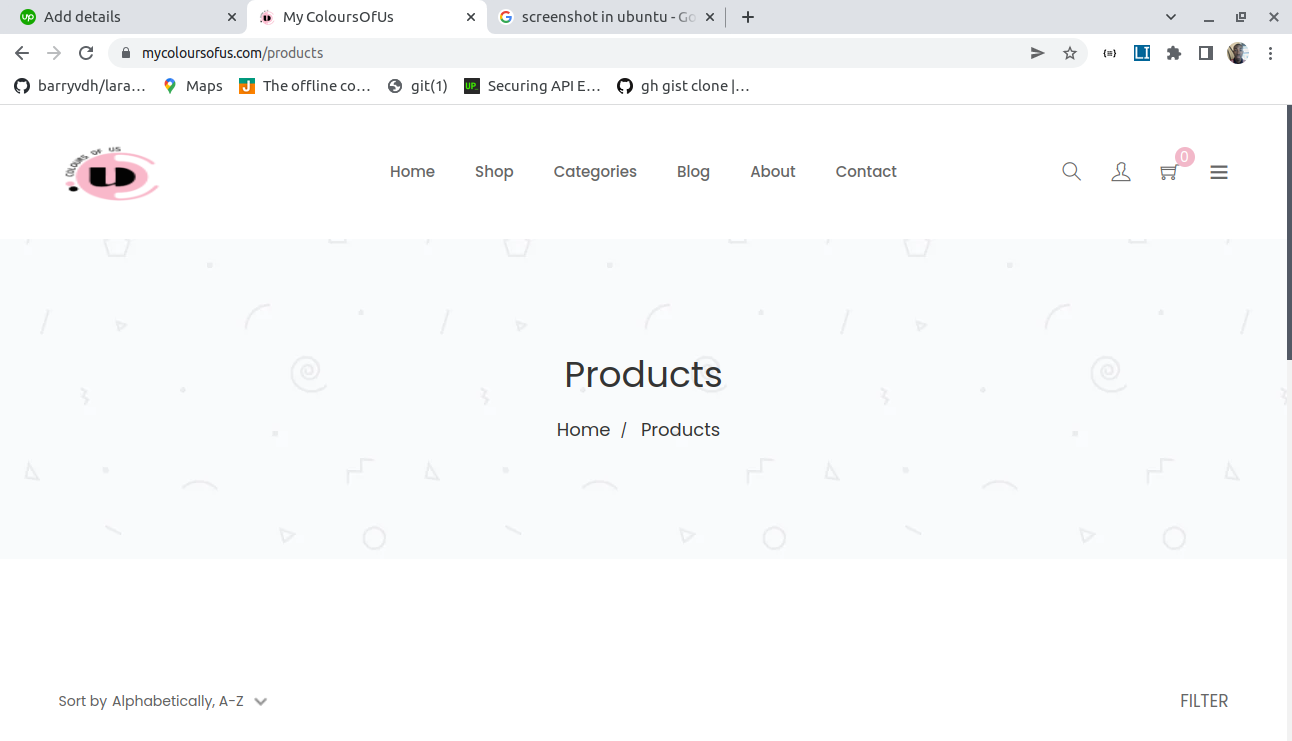 Add details
My ColoursOfUs
screenshot in ubuntu - Go
mycoloursofus.com/products
barryvdh/lara…
Maps
The offline co…
git(1)
UP.
Securing API E…
gh gist clone |…
COLOURS OF US
Home
Shop
Categories
Blog
About
Contact
0
Products
Home / Products
Sort by Alphabetically, A-Z
FILTER